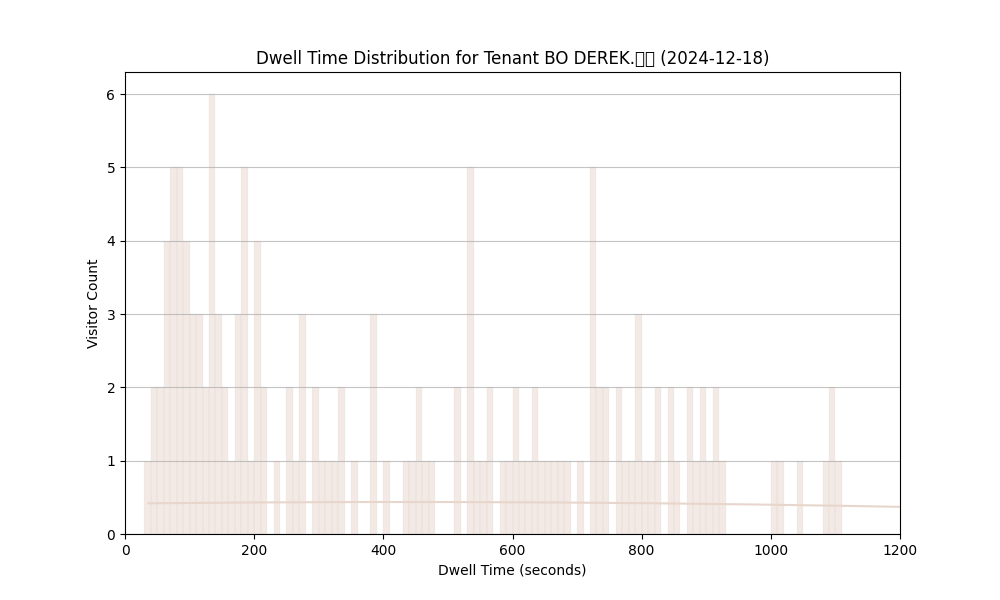 Dwell Time Distribution for Tenant BO DEREK.▯▯ (2024-12-18)
6
5
4
3
2
1
0
Visitor Count
0 200 400 600 800 1000 1200
Dwell Time (seconds)